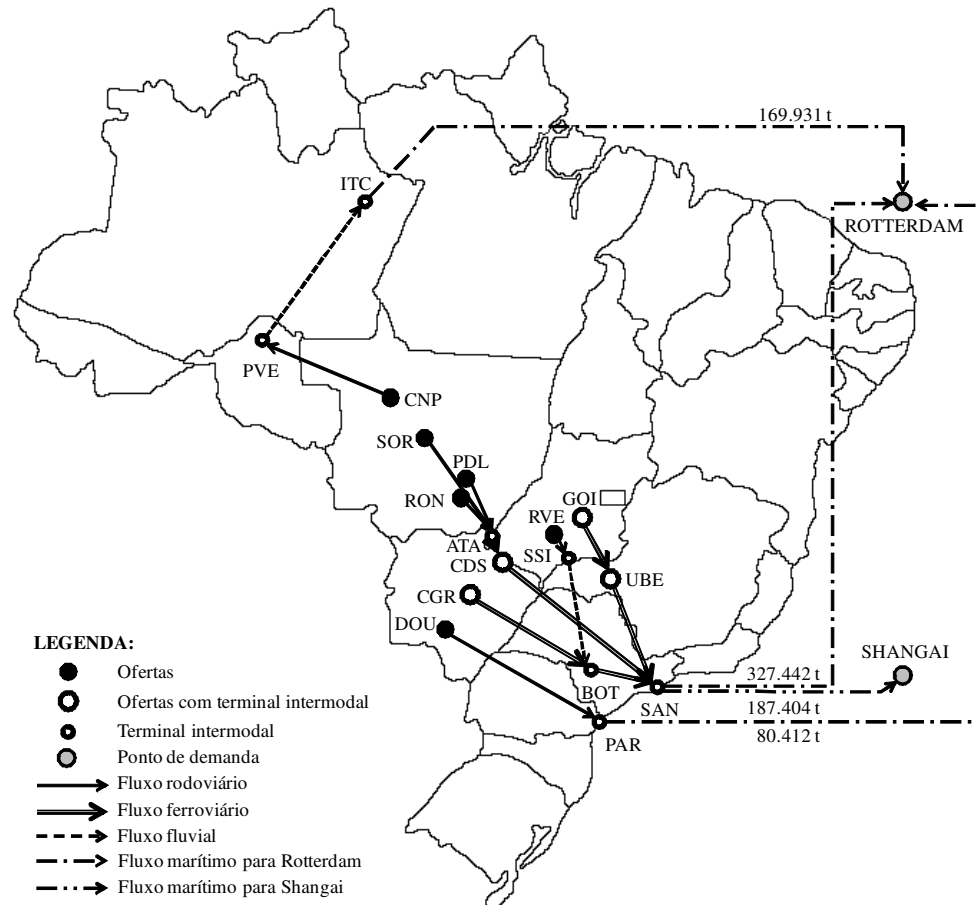 169.931 t
ITC
ROTTERDAM
PVE
CNP
SOR
PDL
RON
GOI
RVE
ATA
SSI
CDS
UBE
CGR
DOU
SHANGAI
327.442 t
BOT
SAN
187.404 t
PAR
80.412 t
LEGENDA:
Ofertas
Ofertas com terminal intermodal
Terminal intermodal
Ponto de demanda
Fluxo rodoviário
Fluxo ferroviário
Fluxo fluvial
Fluxo marítimo para Rotterdam
Fluxo marítimo para Shangai